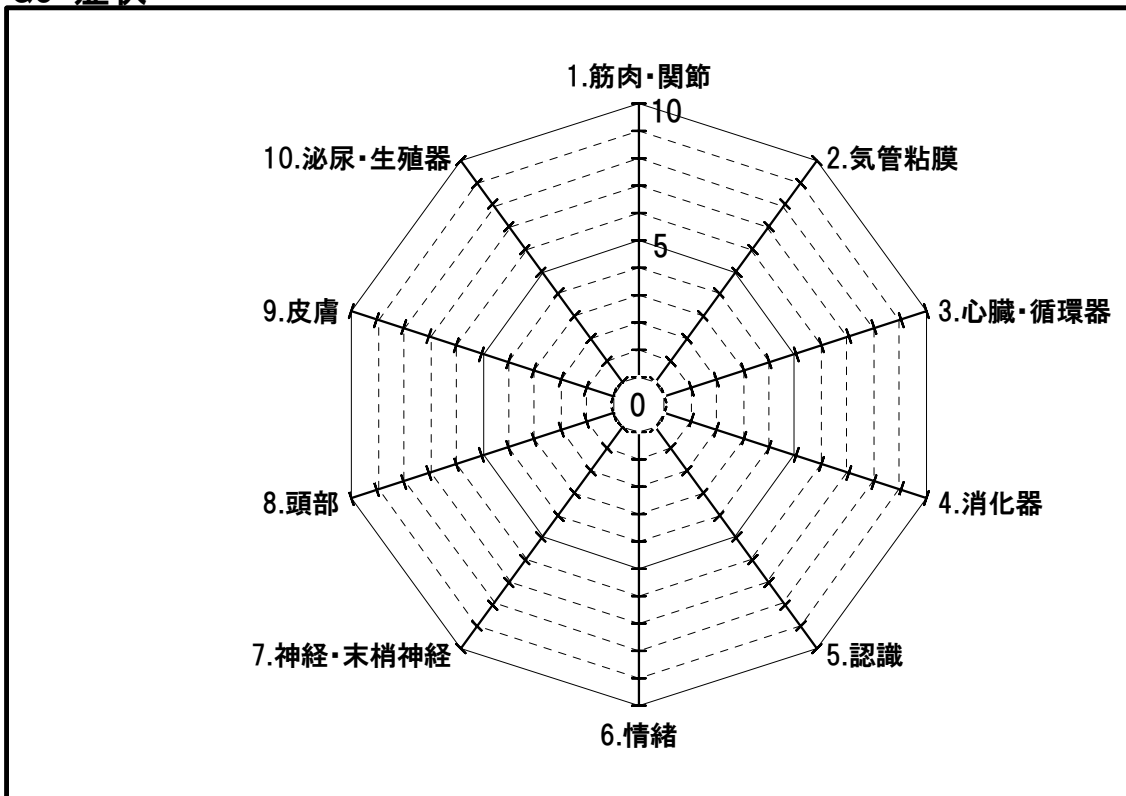 1.筋肉・関節
10
10.泌尿・生殖器
2.気管粘膜
5
9.皮膚
3.心臓・循環器
0
8.頭部
4.消化器
7.神経・末梢神経
5.認識
6.情緒